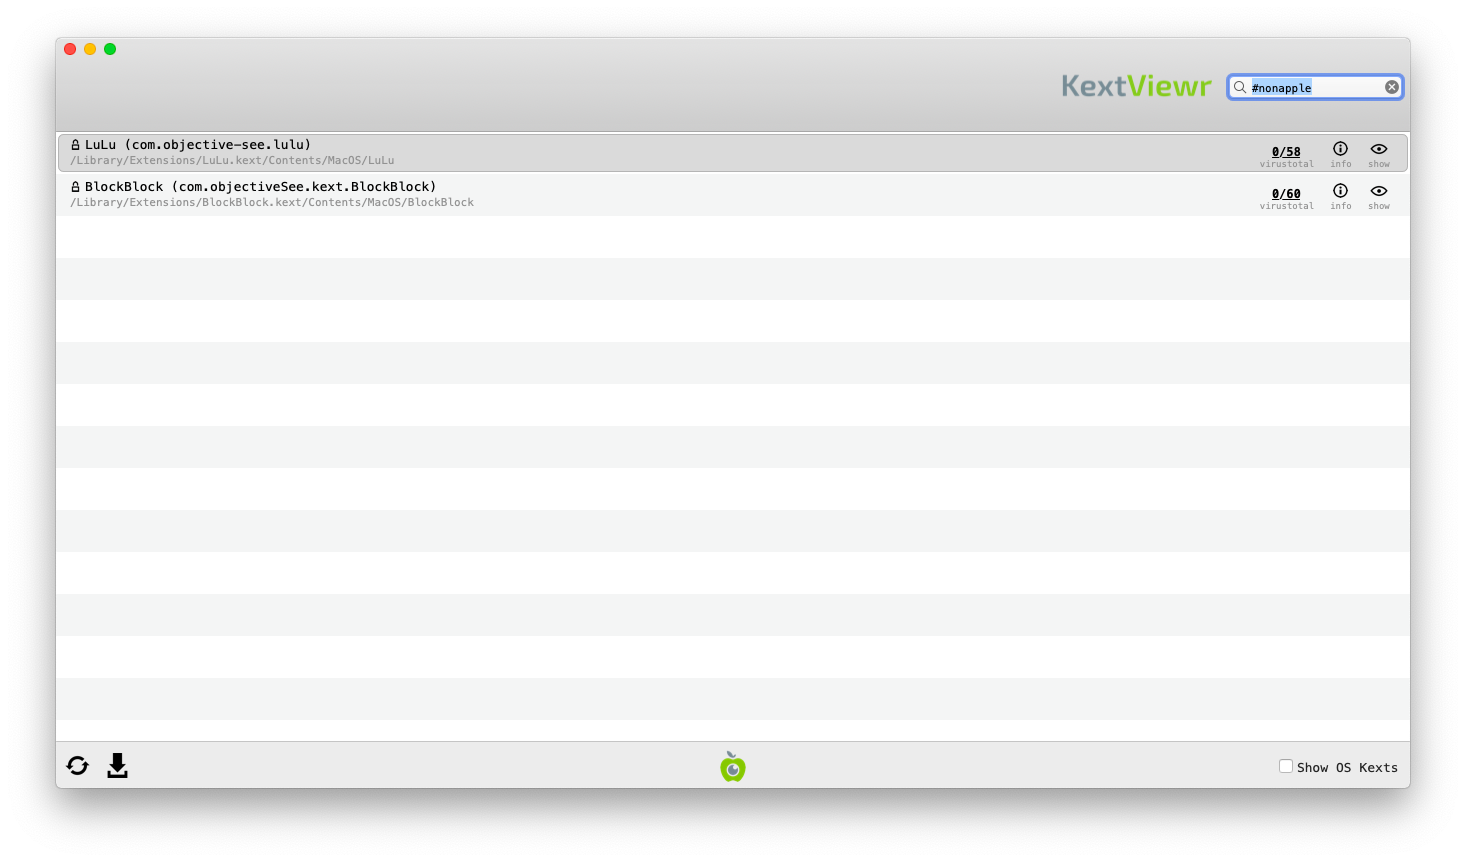 KextViewr
#nonapple
LuLu (com.objective-see.lulu)
/Library/Extensions/LuLu.kext/Contents/MacOS/LuLu
0/58
virustotal
info
show
BlockBlock (com.objectiveSee.kext.BlockBlock)
/Library/Extensions/BlockBlock.kext/Contents/MacOS/BlockBlock
0/60
virustotal
info
show
Show OS Kexts